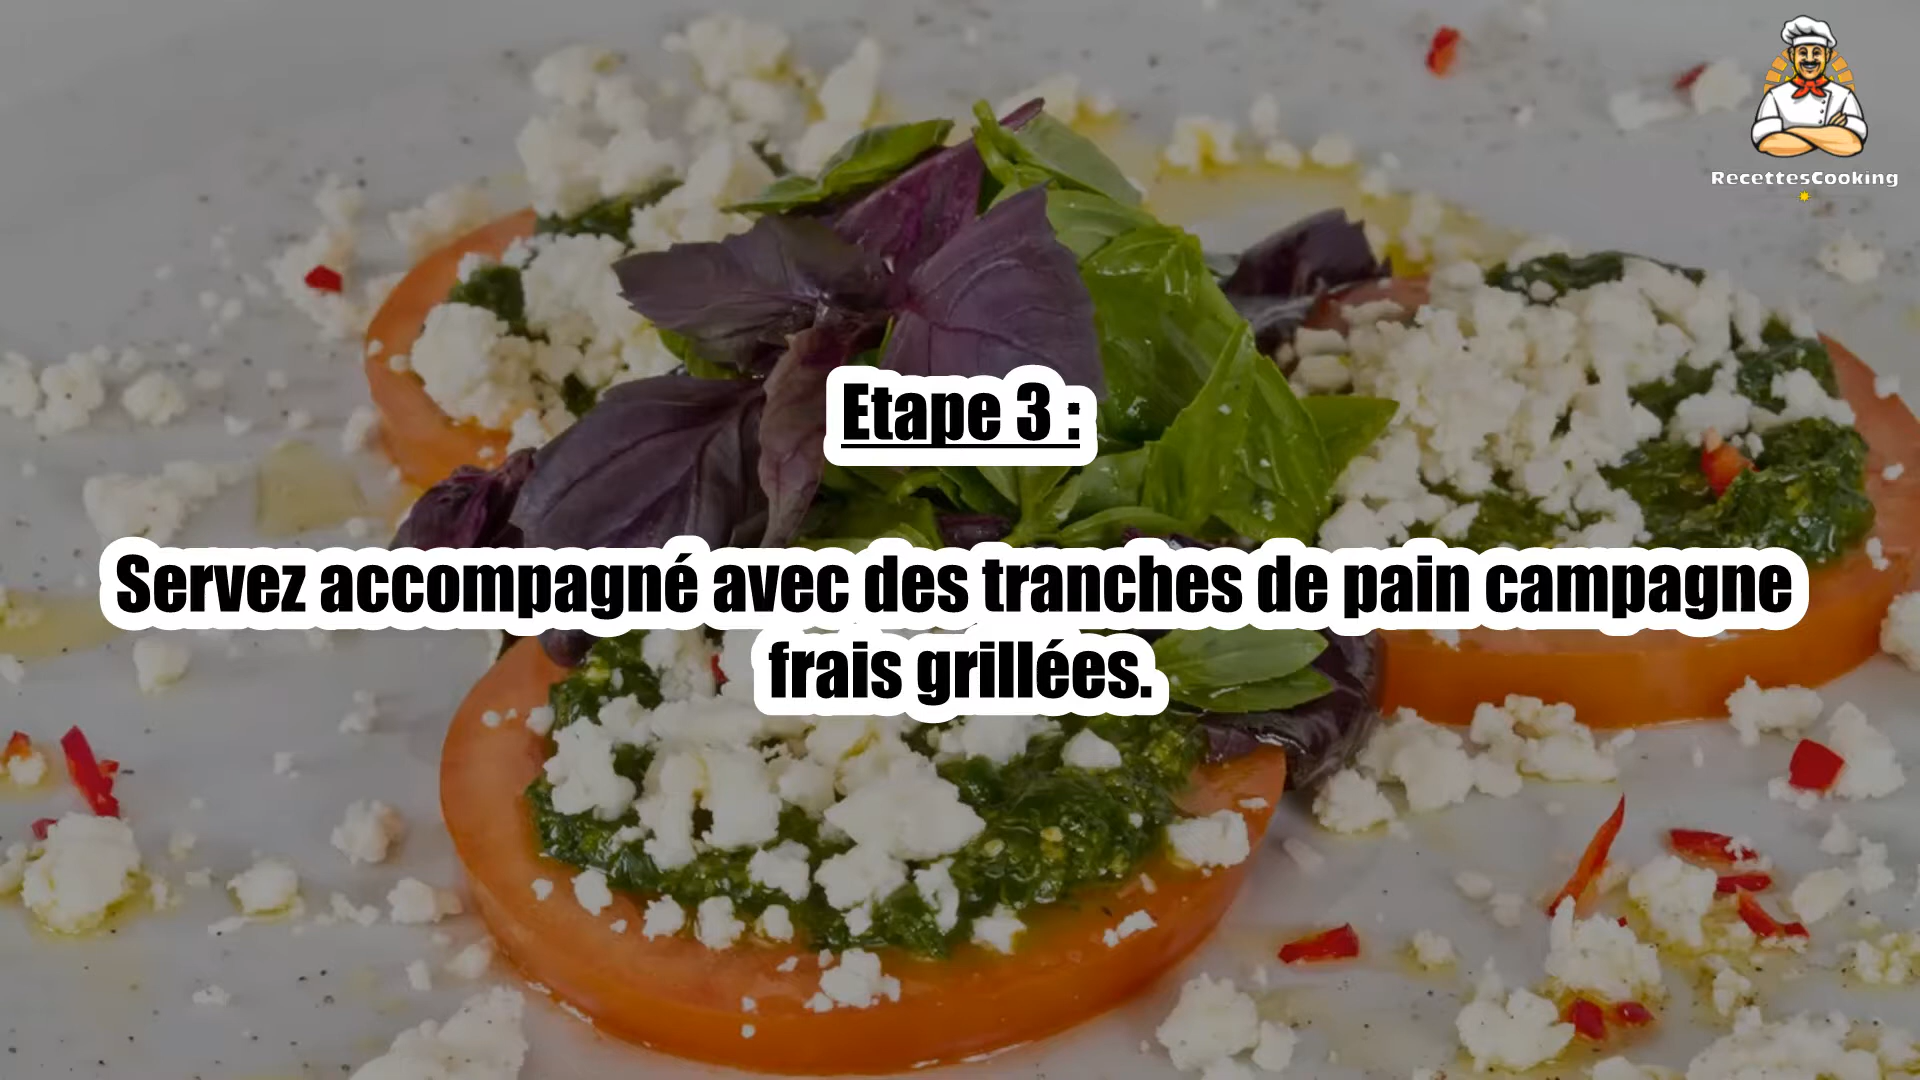 RecettesCooking
Etape 3 :
Servez accompagné avec des tranches de pain campagne
frais grillées.